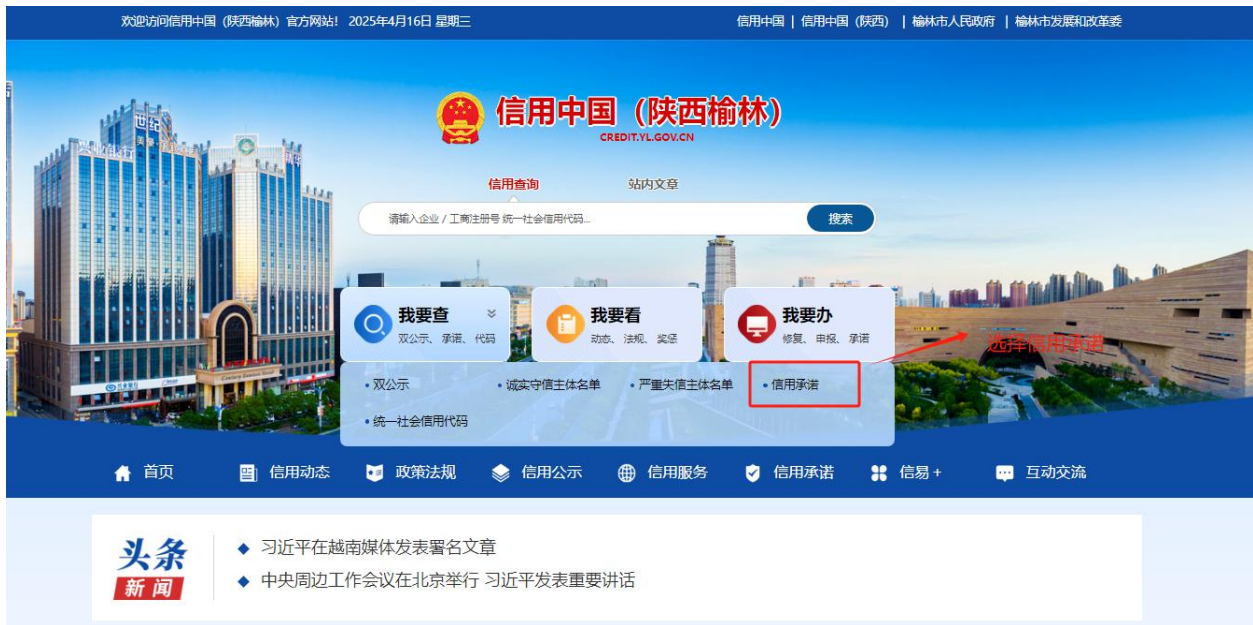 欢迎访问信用中国（陕西榆林）官方网站！ 2025年4月16日 星期三
信用中国 | 信用中国（陕西） | 榆林市人民政府 | 榆林市发展和改革委
信用中国（陕西榆林）
CREDIT.YL.GOV.CN
信用查询 站内文章
请输入企业 / 工商注册号 统一社会信用代码... 搜索
我要查 我要看 我要办
双公示、承诺、代码 动态、法规、奖惩 修复、申报、承诺
选择信用承诺
• 双公示 • 诚实守信主体名单 • 严重失信主体名单 • 信用承诺
• 统一社会信用代码
首页 信用动态 政策法规 信用公示 信用服务 信用承诺 信易+ 互动交流
头条
新闻
◆ 习近平在越南媒体发表署名文章
◆ 中央周边工作会议在北京举行 习近平发表重要讲话